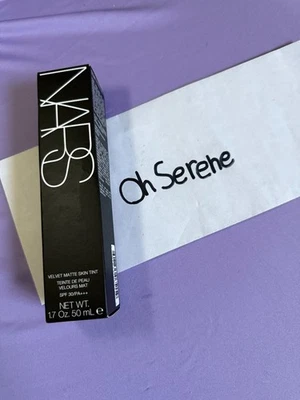 NARS
VELVET MATTE SKIN TINT
TEINTE DE PEAU
VELOURS MAT
SPF 30/PA+++
NET WT.
1.7 Oz. 50 mL e
Oh Serene